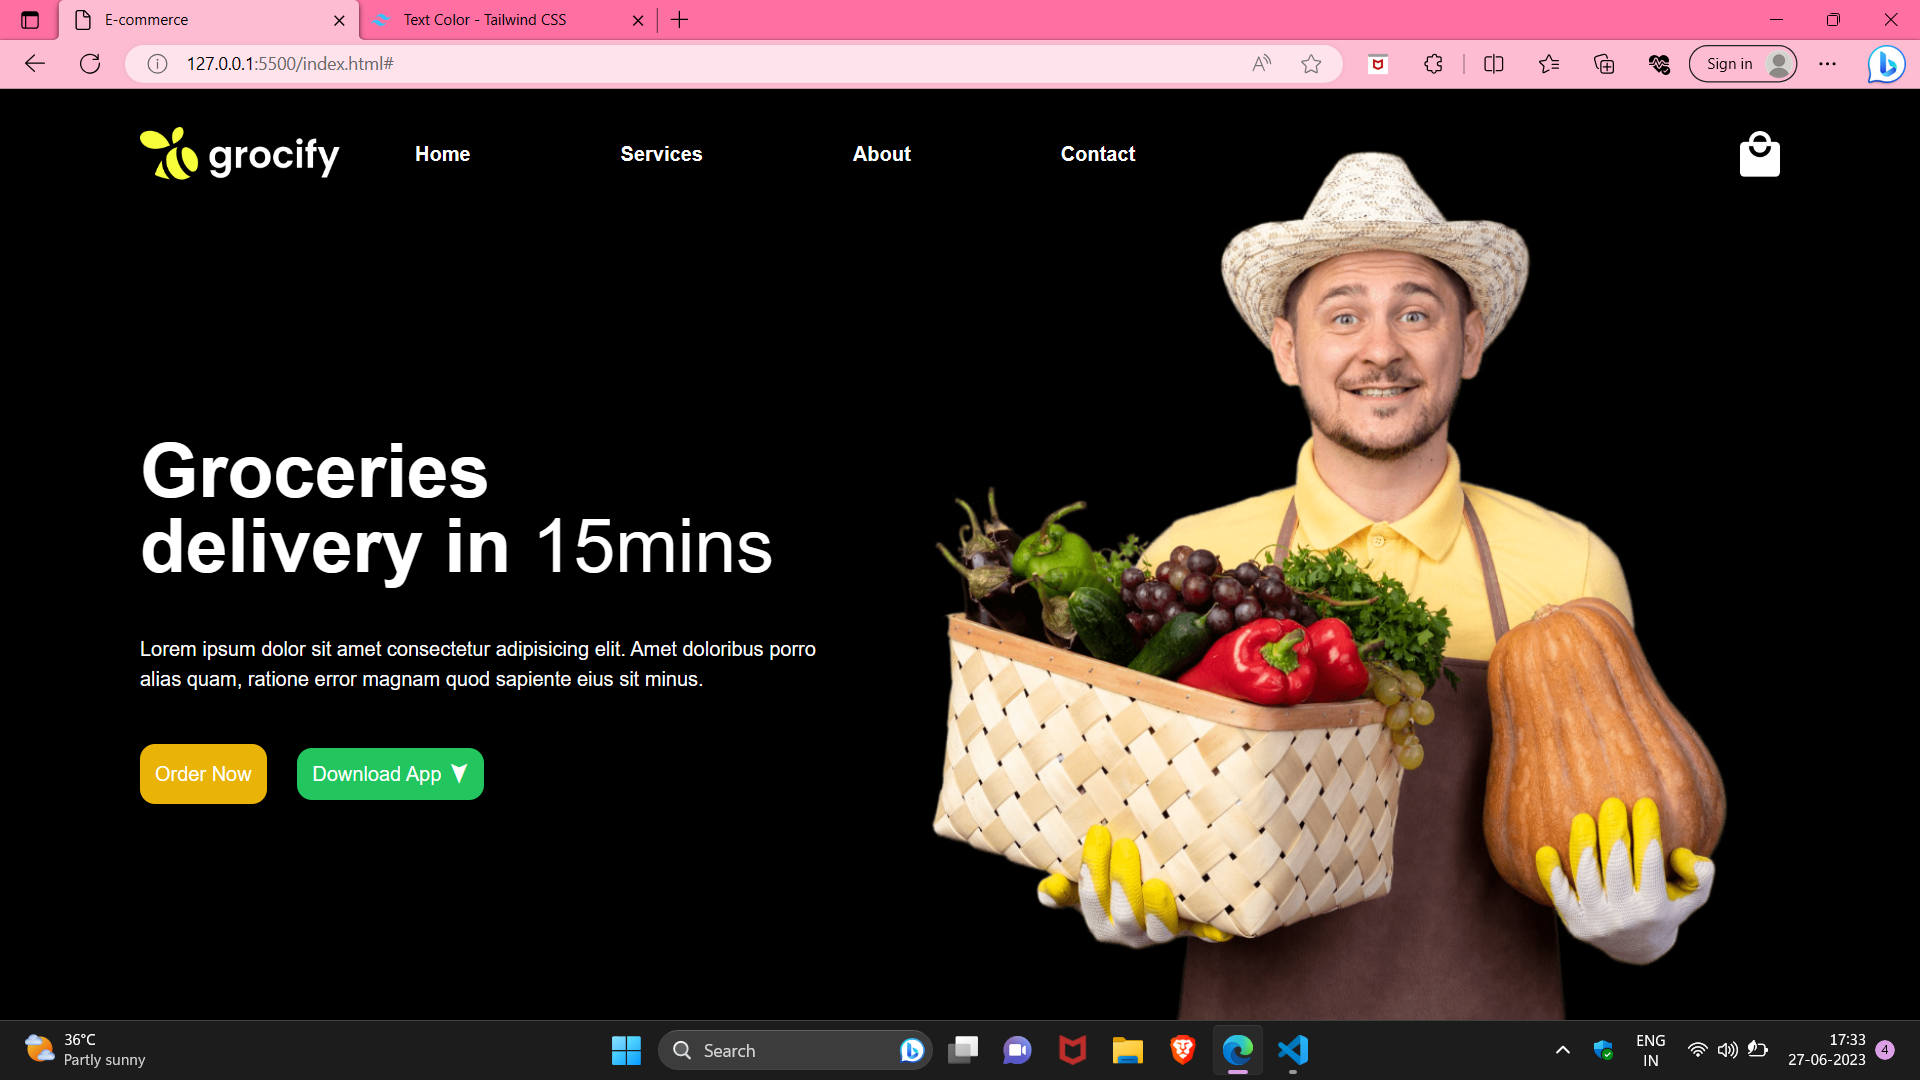 E-commerce
Text Color - Tailwind CSS
127.0.0.1:5500/index.html#
Sign in
grocify
Home
Services
About
Contact
Groceries
delivery in 15mins
Lorem ipsum dolor sit amet consectetur adipisicing elit. Amet doloribus porro
alias quam, ratione error magnam quod sapiente eius sit minus.
Order Now
Download App
36°C
Partly sunny
Search
ENG
IN
17:33
27-06-2023
4